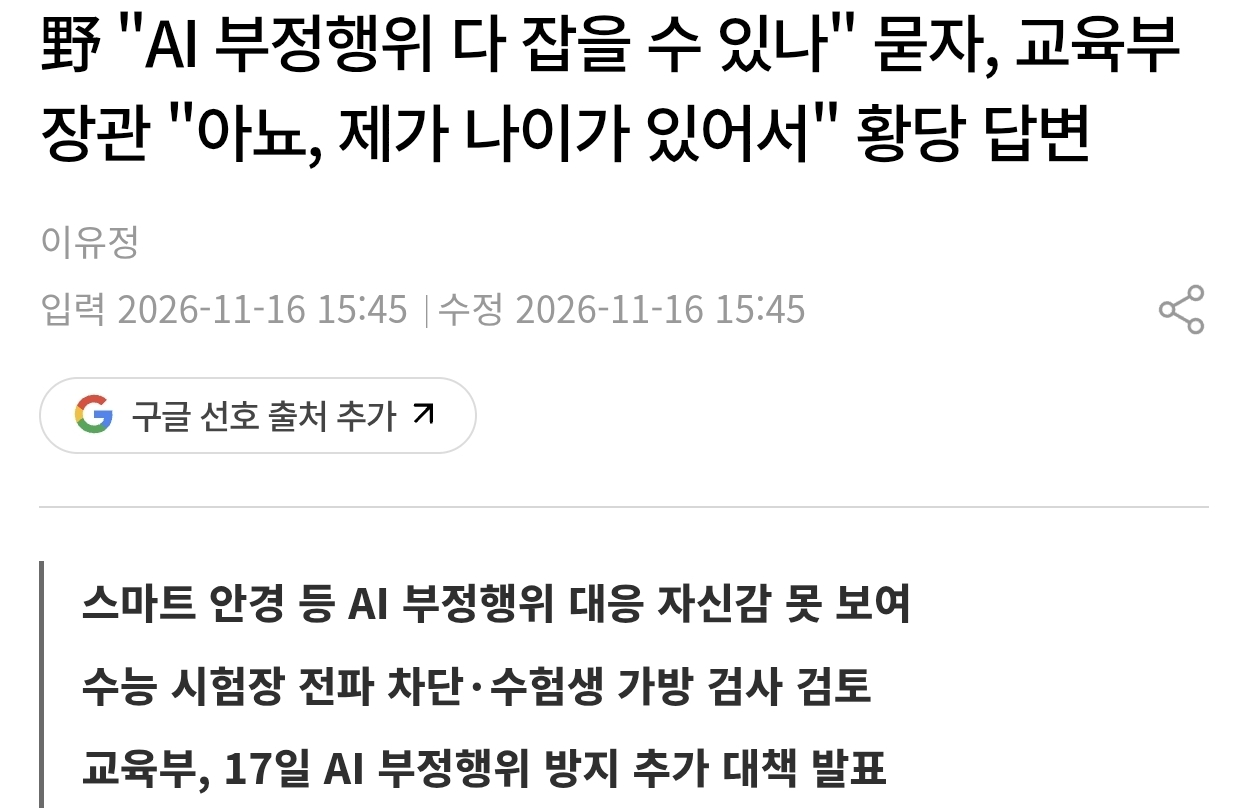 野 "AI 부정행위 다 잡을 수 있나" 묻자, 교육부
장관 "아뇨, 제가 나이가 있어서" 황당 답변
이유정
입력 2026-11-16 15:45 | 수정 2026-11-16 15:45
구글 선호 출처 추가
스마트 안경 등 AI 부정행위 대응 자신감 못 보여
수능 시험장 전파 차단·수험생 가방 검사 검토
교육부, 17일 AI 부정행위 방지 추가 대책 발표